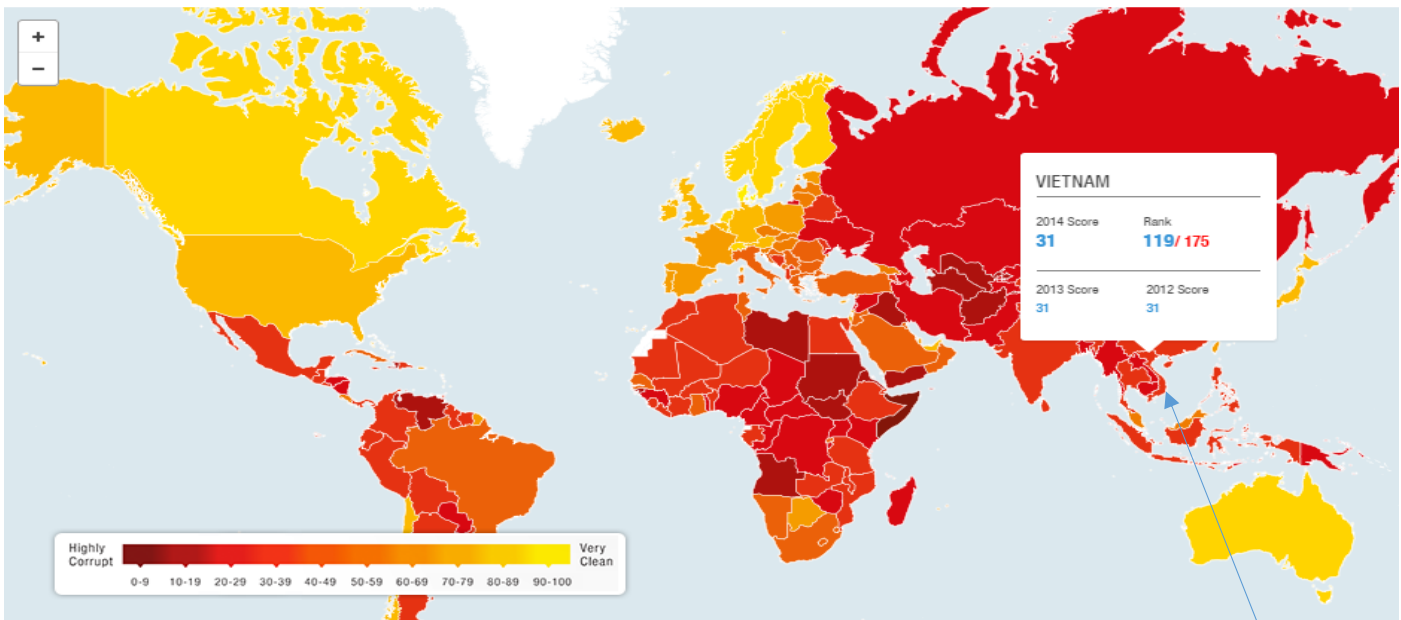 +
−
VIETNAM
2014 Score Rank
31 119/ 175
2013 Score 2012 Score
31 31
Highly Corrupt
Very Clean
0-9 10-19 20-29 30-39 40-49 50-59 60-69 70-79 80-89 90-100